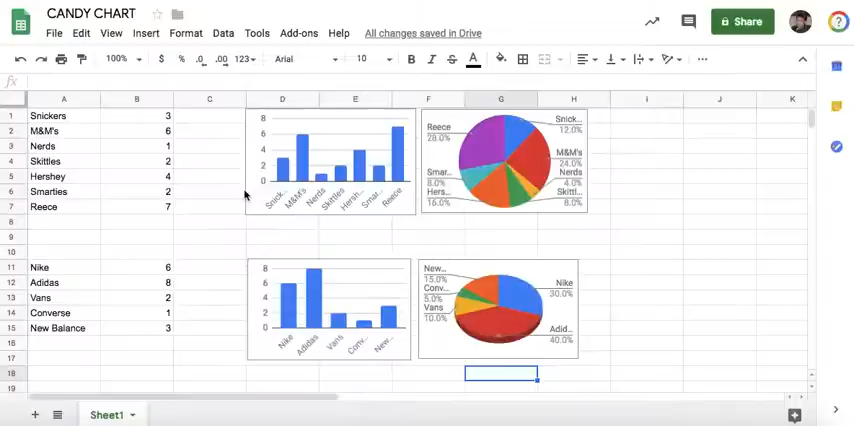 CANDY CHART
File Edit View Insert Format Data Tools Add-ons Help All changes saved in Drive
Share
100% $ % .0 .00 123 Arial 10 B I S A
fx
A B C D E F G H I J K
1 Snickers 3
2 M&M's 6
3 Nerds 1
4 Skittles 2
5 Hershey 4
6 Smarties 2
7 Reece 7
8
9
10
11 Nike 6
12 Adidas 8
13 Vans 2
14 Converse 1
15 New Balance 3
16
17
18
19
8
6
4
2
0
Snick... M&M's Nerds Skittles Hersh... Smar... Reece
Reece
28.0%
Smar...
8.0%
Hers...
16.0%
Snick...
12.0%
M&M's
24.0%
Nerds
4.0%
Skittl...
8.0%
8
6
4
2
0
Nike Adidas Vans Conv... New...
New...
15.0%
Conv...
5.0%
Vans
10.0%
Nike
30.0%
Adid...
40.0%
Sheet1